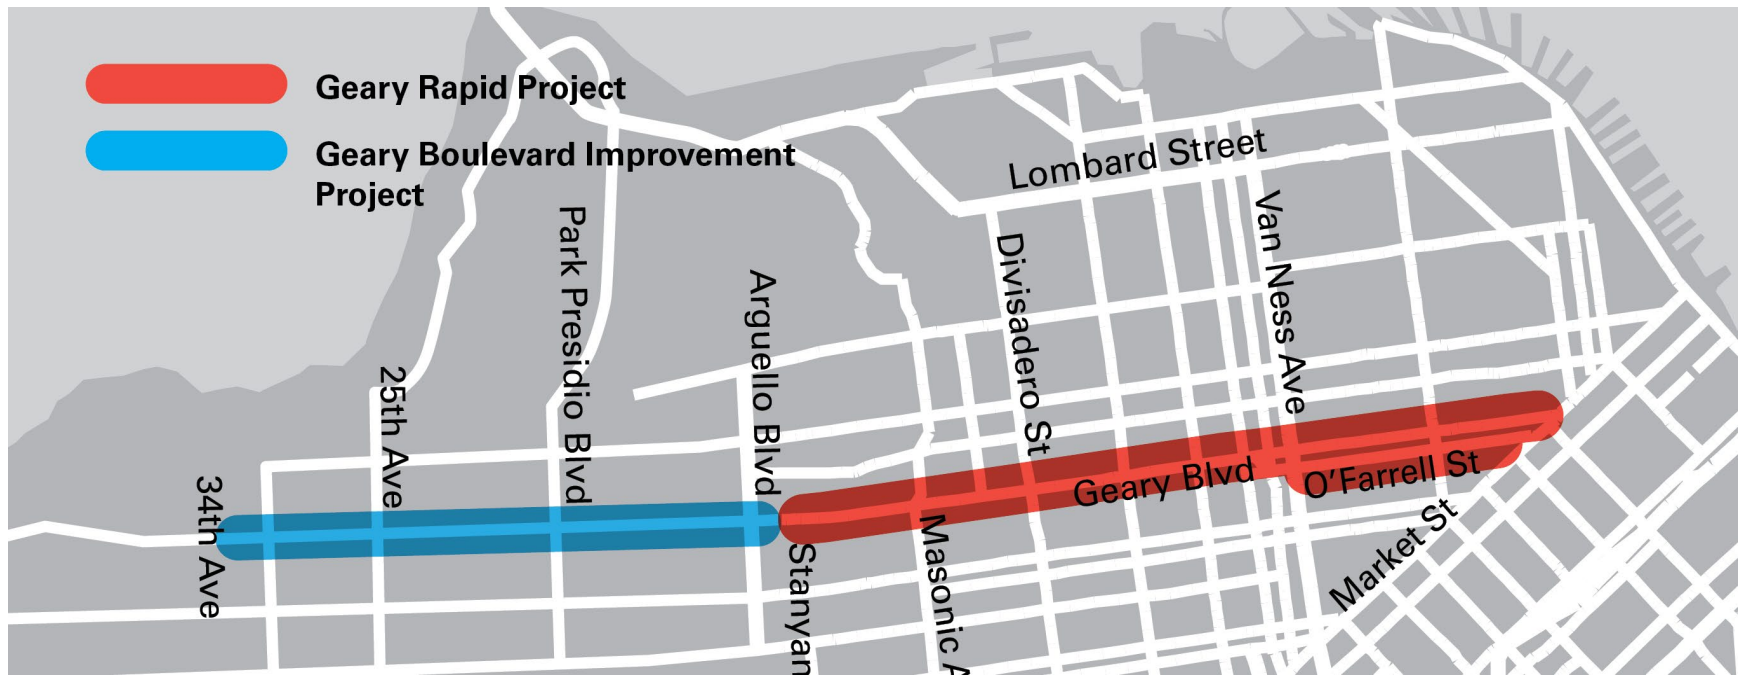 Geary Rapid Project
Geary Boulevard Improvement
Project
Lombard Street
Park Presidio Blvd
Van Ness Ave
Divisadero St
Arguello Blvd
25th Ave
34th Ave
Geary Blvd
O'Farrell St
Market St
Masonic A
Stanyan